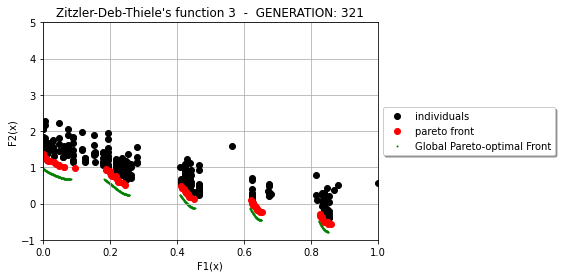 Zitzler-Deb-Thiele's function 3 - GENERATION: 321
5
4
3
2
1
0
−1
F2(x)
0.0 0.2 0.4 0.6 0.8 1.0
F1(x)
individuals
pareto front
Global Pareto-optimal Front